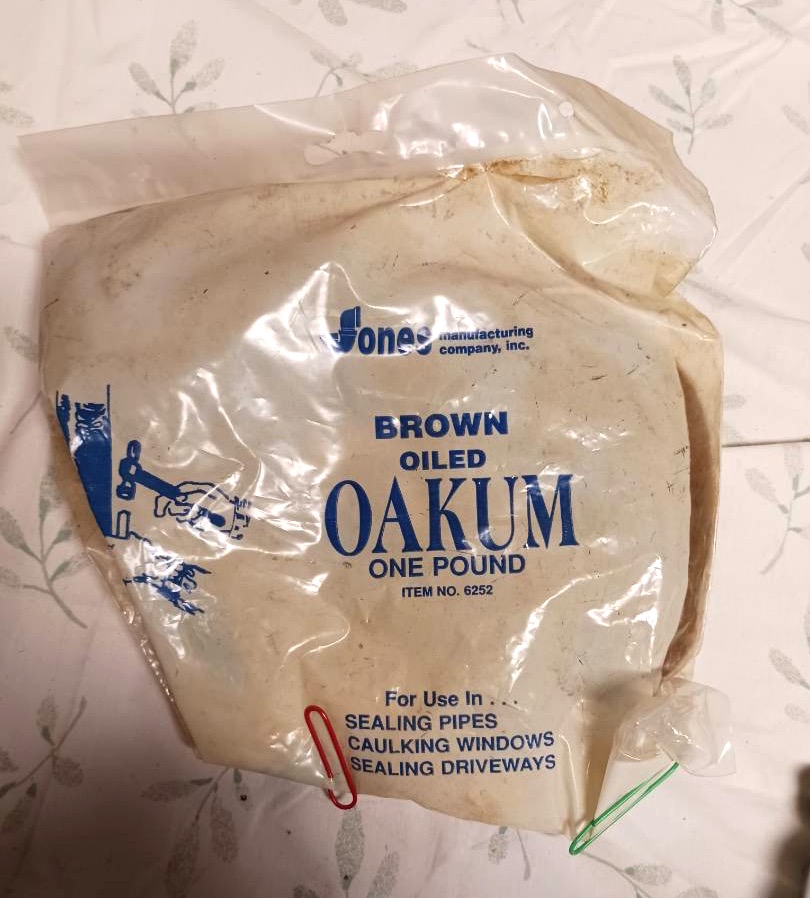 Jones manufacturing
company, inc.
BROWN
OILED
OAKUM
ONE POUND
ITEM NO. 6252
For Use In . . .
SEALING PIPES
CAULKING WINDOWS
SEALING DRIVEWAYS